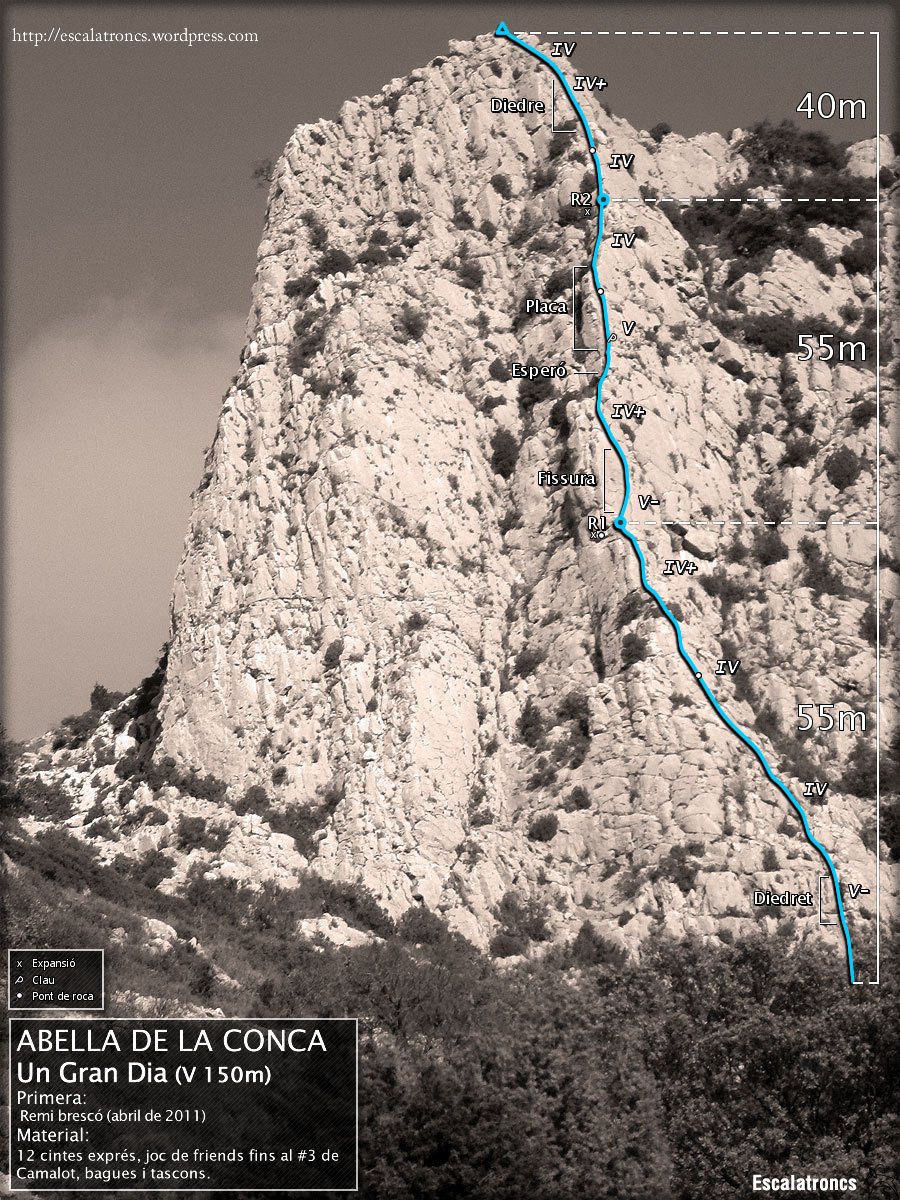 http://escalatroncs.wordpress.com
IV
IV+
40m
Diedre
IV
R2
x
IV
Placa
V
55m
Esperó
IV+
Fissura
V-
R1
x
IV+
IV
55m
IV
Diedret
V-
x Expansió
Clau
Pont de roca
ABELLA DE LA CONCA
Un Gran Dia (V 150m)
Primera:
Remi brescó (abril de 2011)
Material:
12 cintes exprés, joc de friends fins al #3 de
Camalot, bagues i tascons.
Escalatroncs